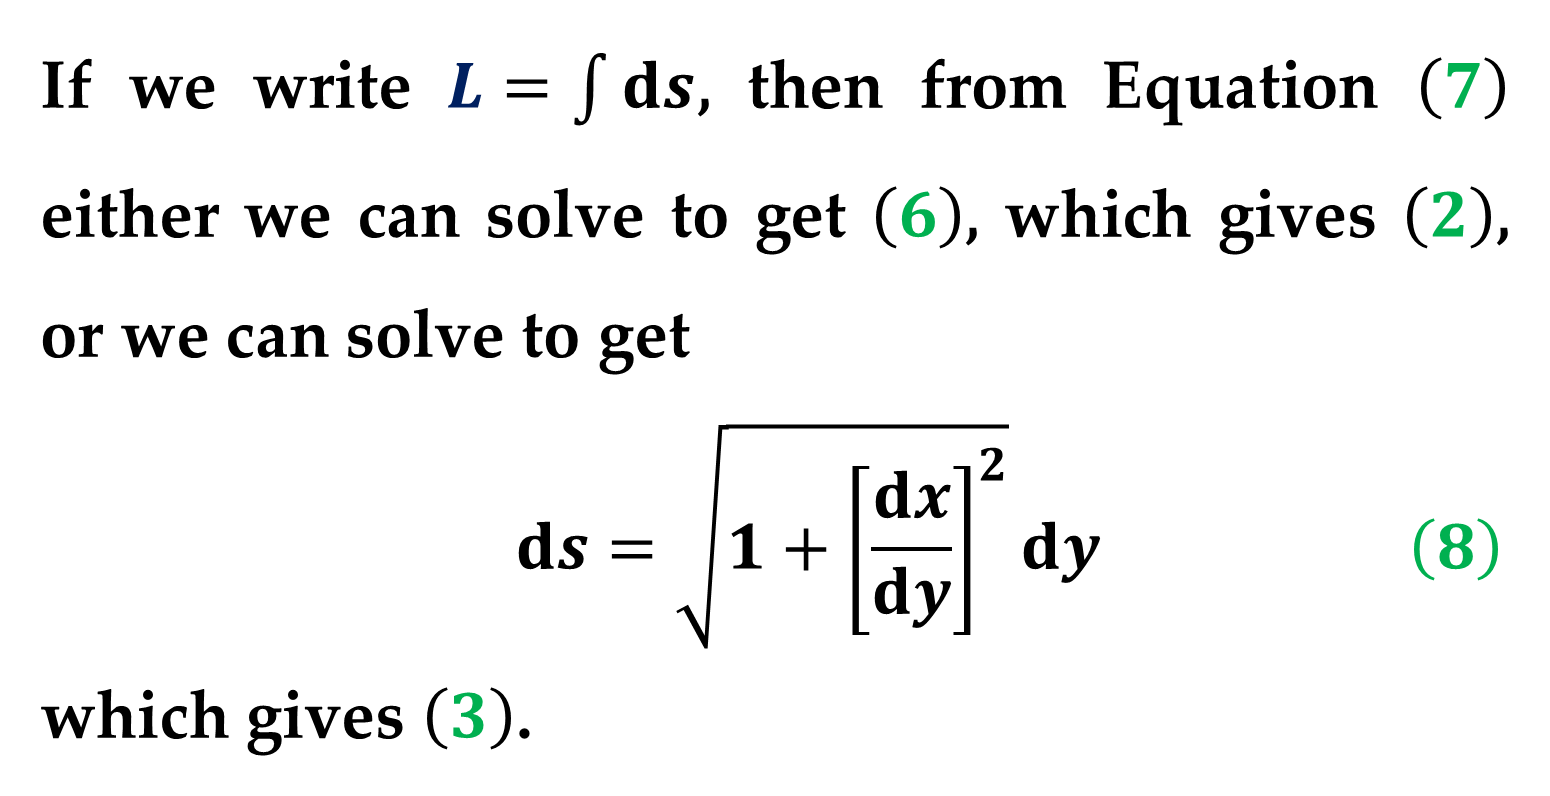 If we write L = ∫ ds, then from Equation (7)
either we can solve to get (6), which gives (2),
or we can solve to get
ds = √(1 + [dx/dy]²) dy (8)
which gives (3).